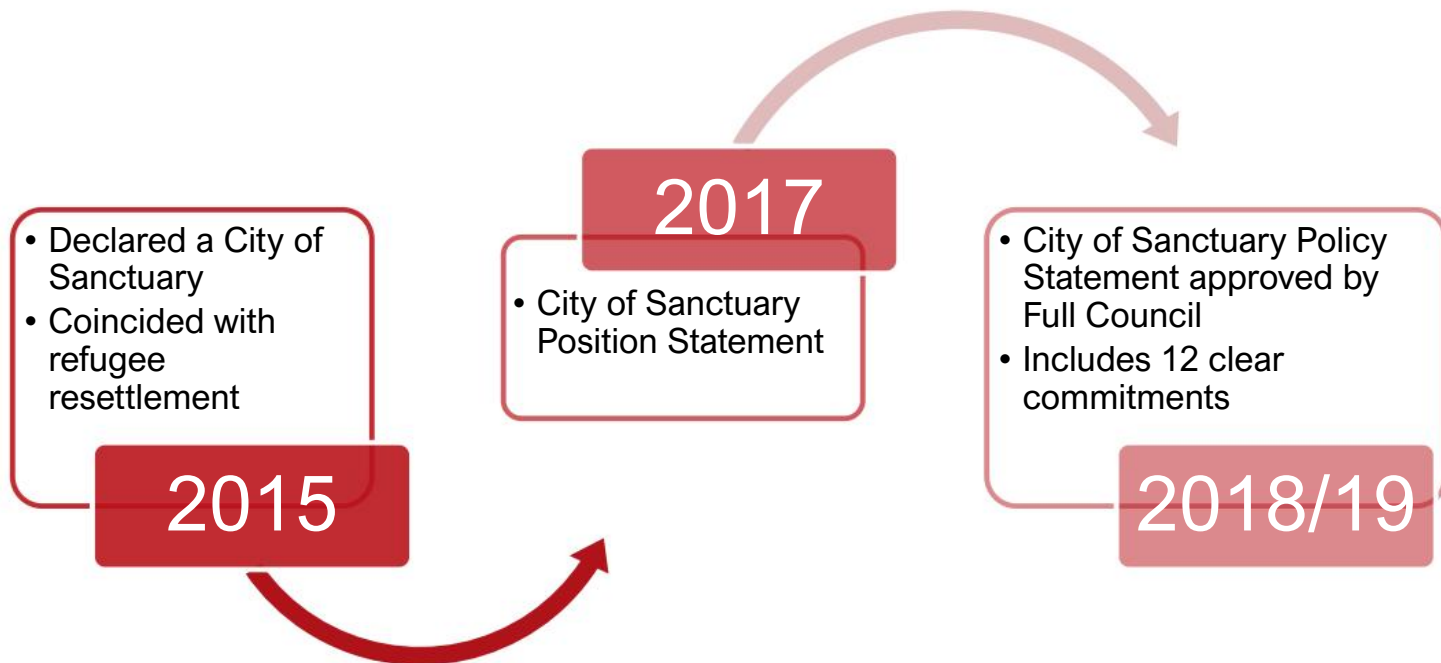 • Declared a City of
Sanctuary
• Coincided with
refugee
resettlement
2015
2017
• City of Sanctuary
Position Statement
• City of Sanctuary Policy
Statement approved by
Full Council
• Includes 12 clear
commitments
2018/19